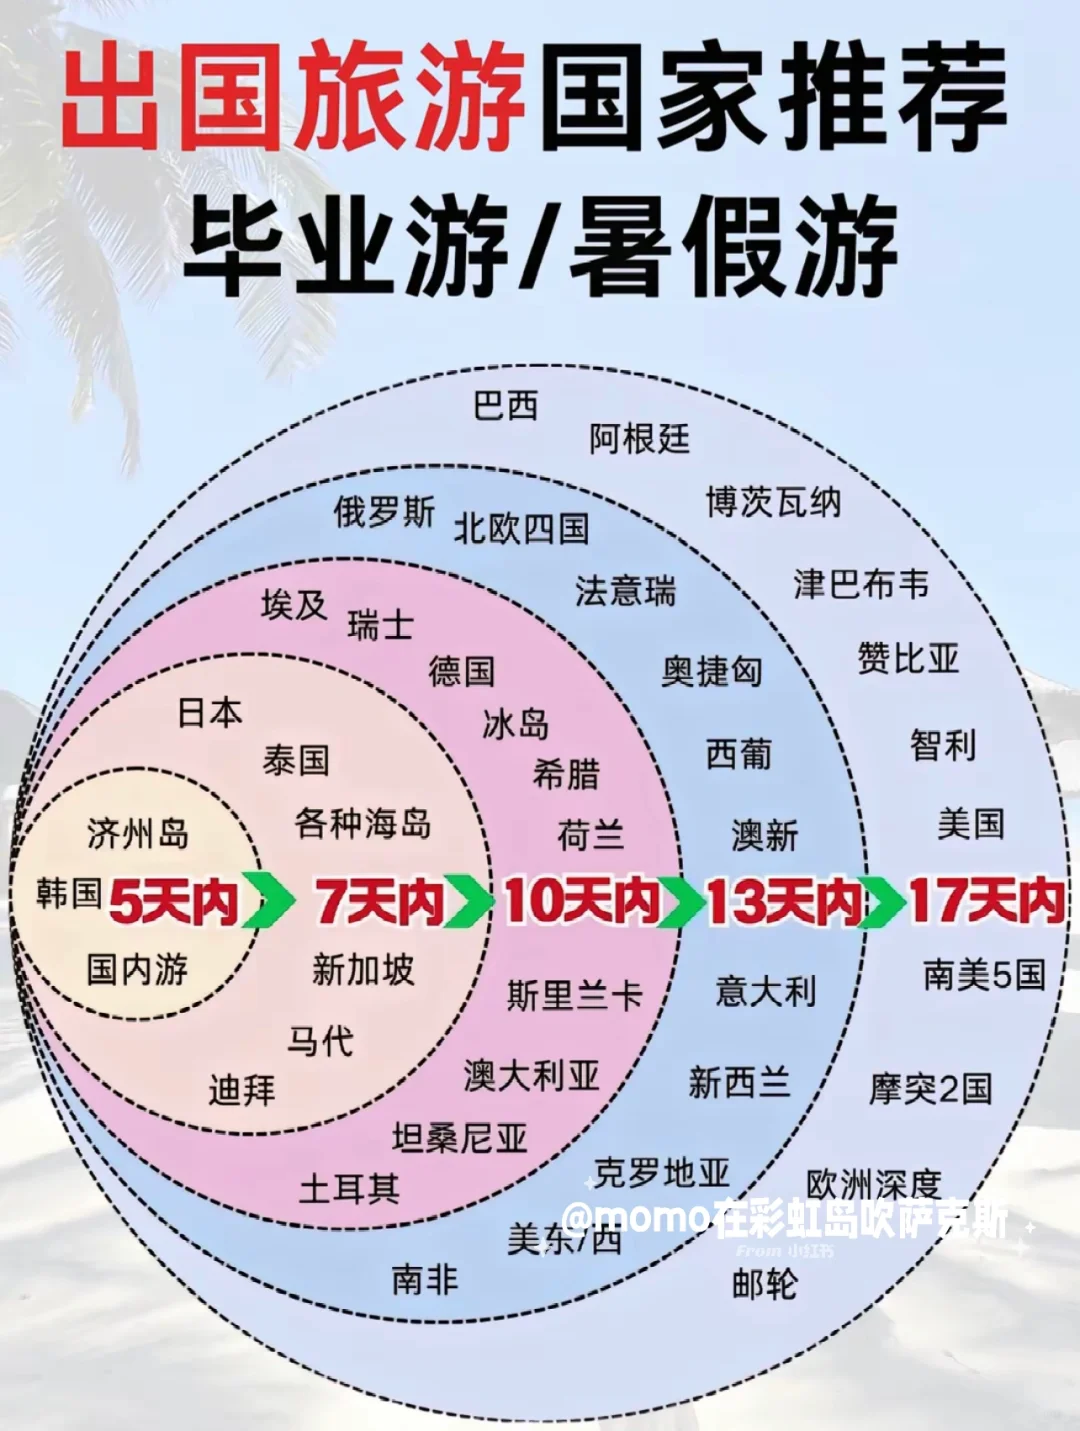 出国旅游国家推荐
毕业游/暑假游
巴西
阿根廷
博茨瓦纳
津巴布韦
赞比亚
智利
美国
俄罗斯
北欧四国
法意瑞
奥捷匈
西葡
澳新
埃及
瑞士
德国
冰岛
希腊
荷兰
日本
泰国
各种海岛
济州岛
韩国
5天内
7天内
10天内
13天内
17天内
国内游
新加坡
马代
迪拜
斯里兰卡
澳大利亚
坦桑尼亚
土耳其
意大利
新西兰
克罗地亚
美东/西
南非
南美5国
摩突2国
欧洲深度
邮轮
@momo在彩虹岛吹萨克斯
From 小红书